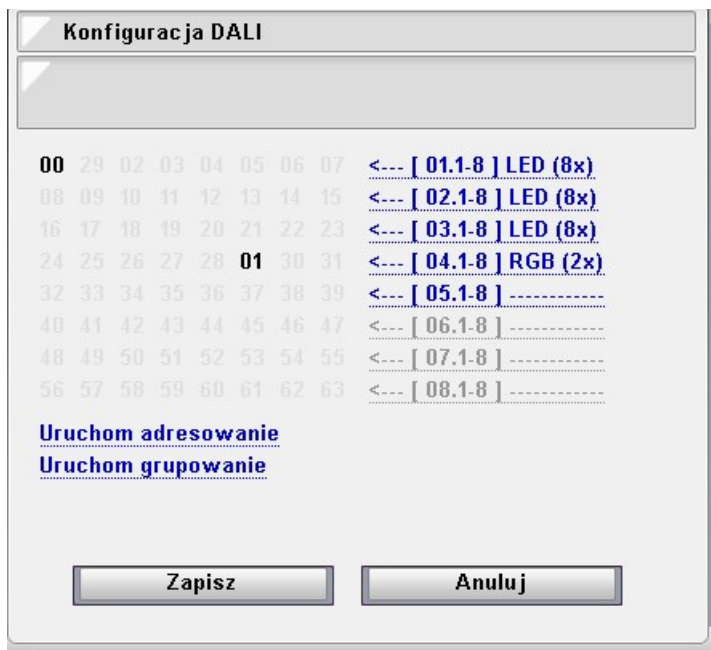 Konfiguracja DALI
00 29 02 03 04 05 06 07 <--- [ 01.1-8 ] LED (8x)
08 09 10 11 12 13 14 15 <--- [ 02.1-8 ] LED (8x)
16 17 18 19 20 21 22 23 <--- [ 03.1-8 ] LED (8x)
24 25 26 27 28 01 30 31 <--- [ 04.1-8 ] RGB (2x)
32 33 34 35 36 37 38 39 <--- [ 05.1-8 ] ------------
40 41 42 43 44 45 46 47 <--- [ 06.1-8 ] ------------
48 49 50 51 52 53 54 55 <--- [ 07.1-8 ] ------------
56 57 58 59 60 61 62 63 <--- [ 08.1-8 ] ------------
Uruchom adresowanie
Uruchom grupowanie
Zapisz Anuluj